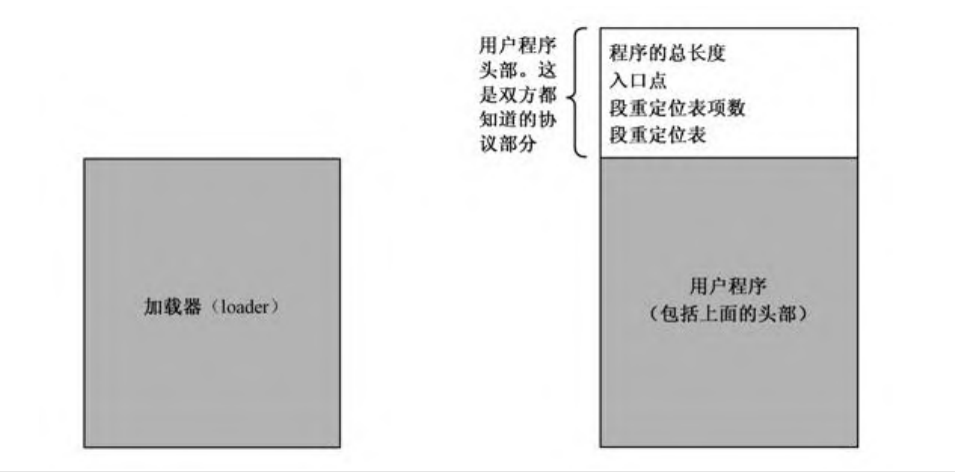 用户程序
头部。这
是双方都
知道的协
议部分
程序的总长度
入口点
段重定位表项数
段重定位表
加载器（loader）
用户程序
（包括上面的头部）